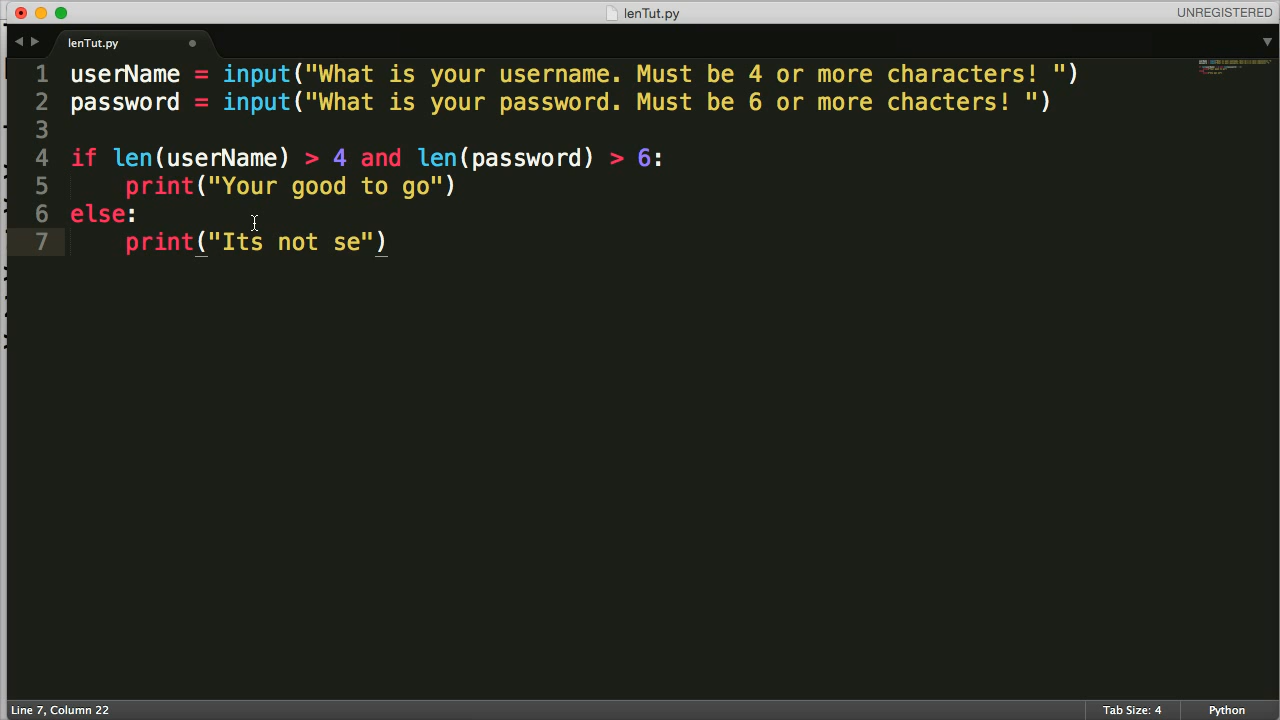 lenTut.py
UNREGISTERED
lenTut.py
1 userName = input("What is your username. Must be 4 or more characters! ")
2 password = input("What is your password. Must be 6 or more chacters! ")
3
4 if len(userName) > 4 and len(password) > 6:
5     print("Your good to go")
6 else:
7     print("Its not se")
Line 7, Column 22
Tab Size: 4
Python